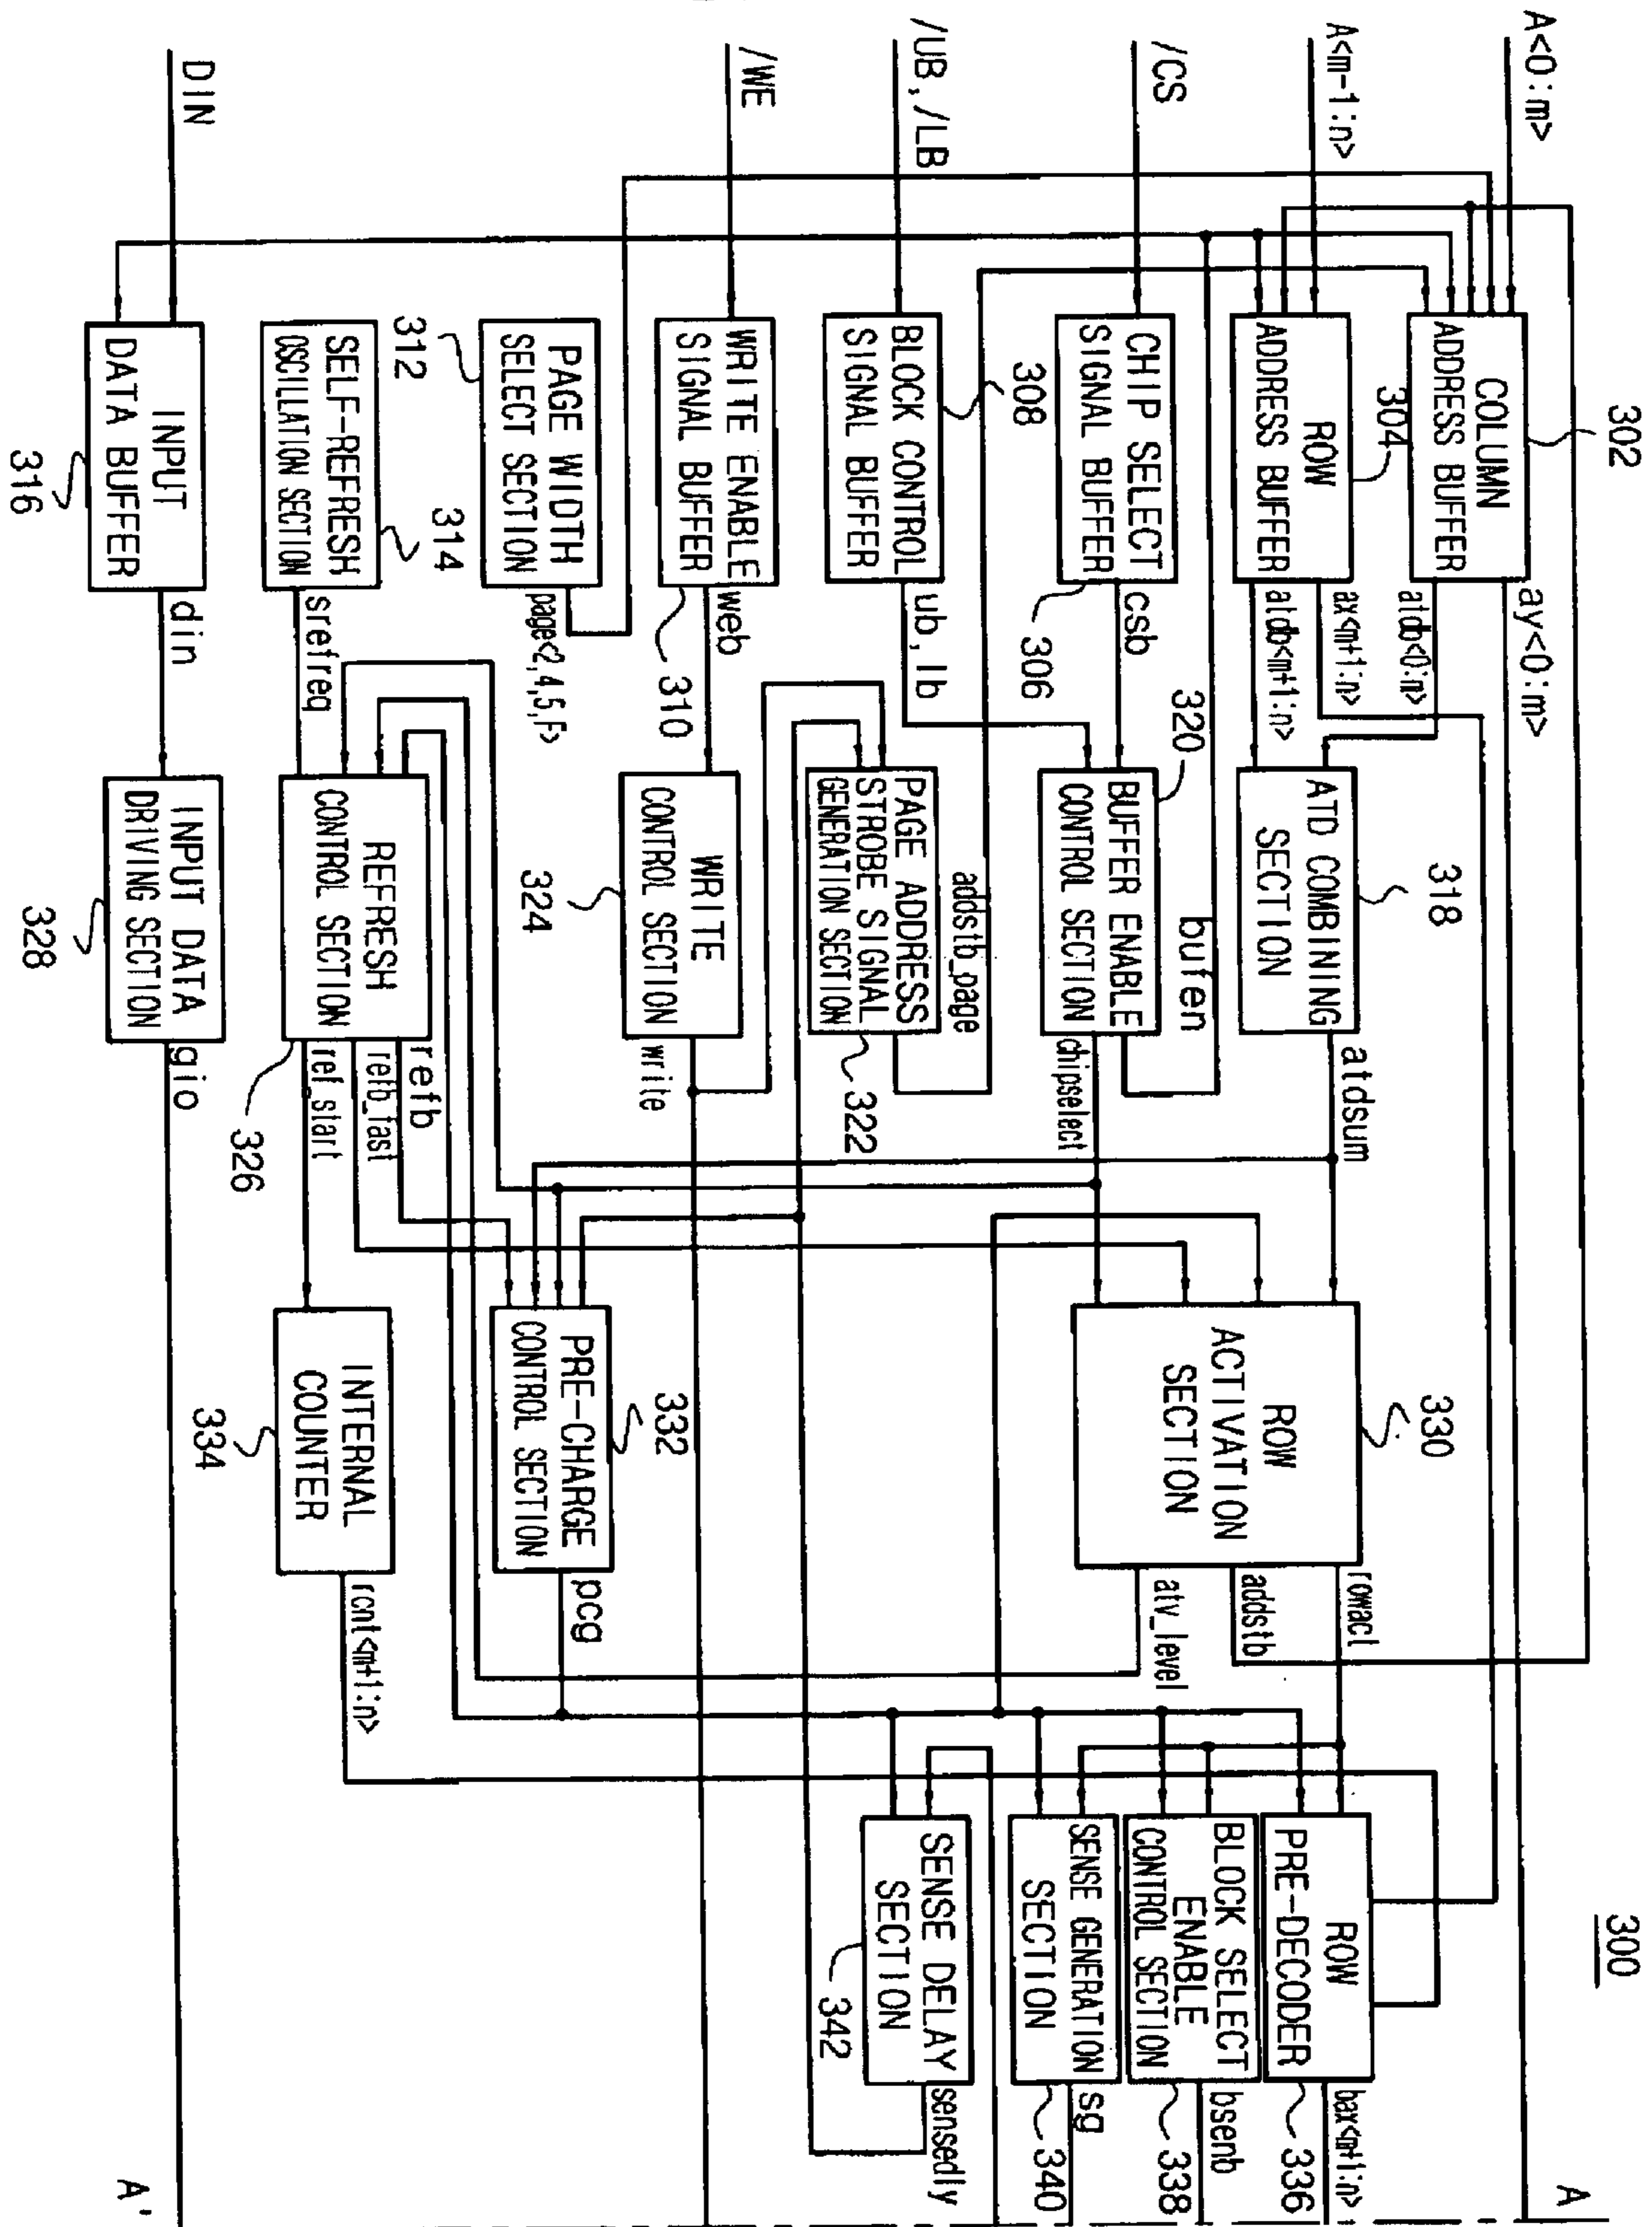 300
A<0:m>
A<m-1:n>
/CS
/UB,/LB
/WE
DIN
302
COLUMN
ADDRESS BUFFER
ay<0:m>
atdb<0:n>
304
ROW
ADDRESS BUFFER
ax<m+1:n>
atdb<m+1:n>
CHIP SELECT
SIGNAL BUFFER
csb
306
308
BLOCK CONTROL
SIGNAL BUFFER
ub,lb
WRITE ENABLE
SIGNAL BUFFER
web
310
PAGE WIDTH
SELECT SECTION
page<2,4,5,F>
312
SELF-REFRESH
OSCILLATION SECTION
srefreq
314
INPUT
DATA BUFFER
din
316
318
ATD COMBINING
SECTION
atdsum
320
BUFFER ENABLE
CONTROL SECTION
bufen
chipselect
PAGE ADDRESS
STROBE SIGNAL
GENERATION SECTION
addstb_page
322
WRITE
CONTROL SECTION
write
324
REFRESH
CONTROL SECTION
refb
refb_fast
ref_start
326
INPUT DATA
DRIVING SECTION
gio
328
330
ROW
ACTIVATION
SECTION
rowact
addstb
atv_level
332
PRE-CHARGE
CONTROL SECTION
pcg
INTERNAL
COUNTER
rcnt<m+1:n>
334
ROW
PRE-DECODER
bax<m+1:n>
336
BLOCK SELECT
ENABLE
CONTROL SECTION
bsenb
338
SENSE GENERATION
SECTION
sg
340
SENSE DELAY
SECTION
sensedly
342
A
A'